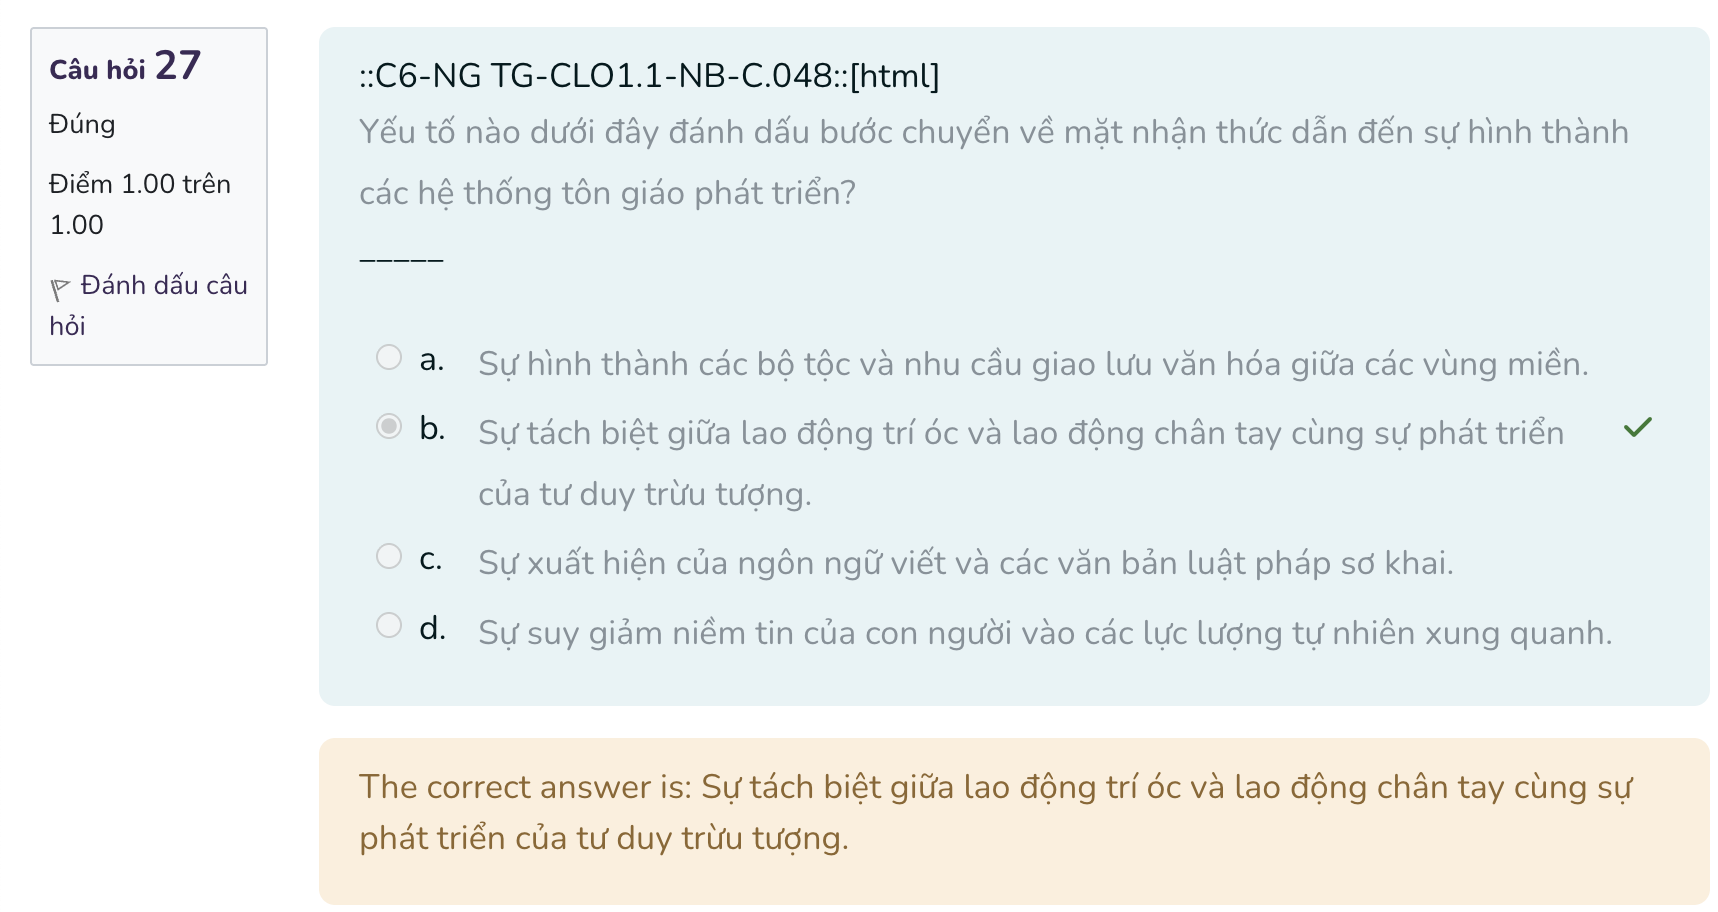 Câu hỏi 27
Đúng
Điểm 1.00 trên
1.00
Đánh dấu câu
hỏi
::C6-NG TG-CLO1.1-NB-C.048::[html]
Yếu tố nào dưới đây đánh dấu bước chuyển về mặt nhận thức dẫn đến sự hình thành
các hệ thống tôn giáo phát triển?
_____
a. Sự hình thành các bộ tộc và nhu cầu giao lưu văn hóa giữa các vùng miền.
b. Sự tách biệt giữa lao động trí óc và lao động chân tay cùng sự phát triển
của tư duy trừu tượng.
c. Sự xuất hiện của ngôn ngữ viết và các văn bản luật pháp sơ khai.
d. Sự suy giảm niềm tin của con người vào các lực lượng tự nhiên xung quanh.
The correct answer is: Sự tách biệt giữa lao động trí óc và lao động chân tay cùng sự
phát triển của tư duy trừu tượng.